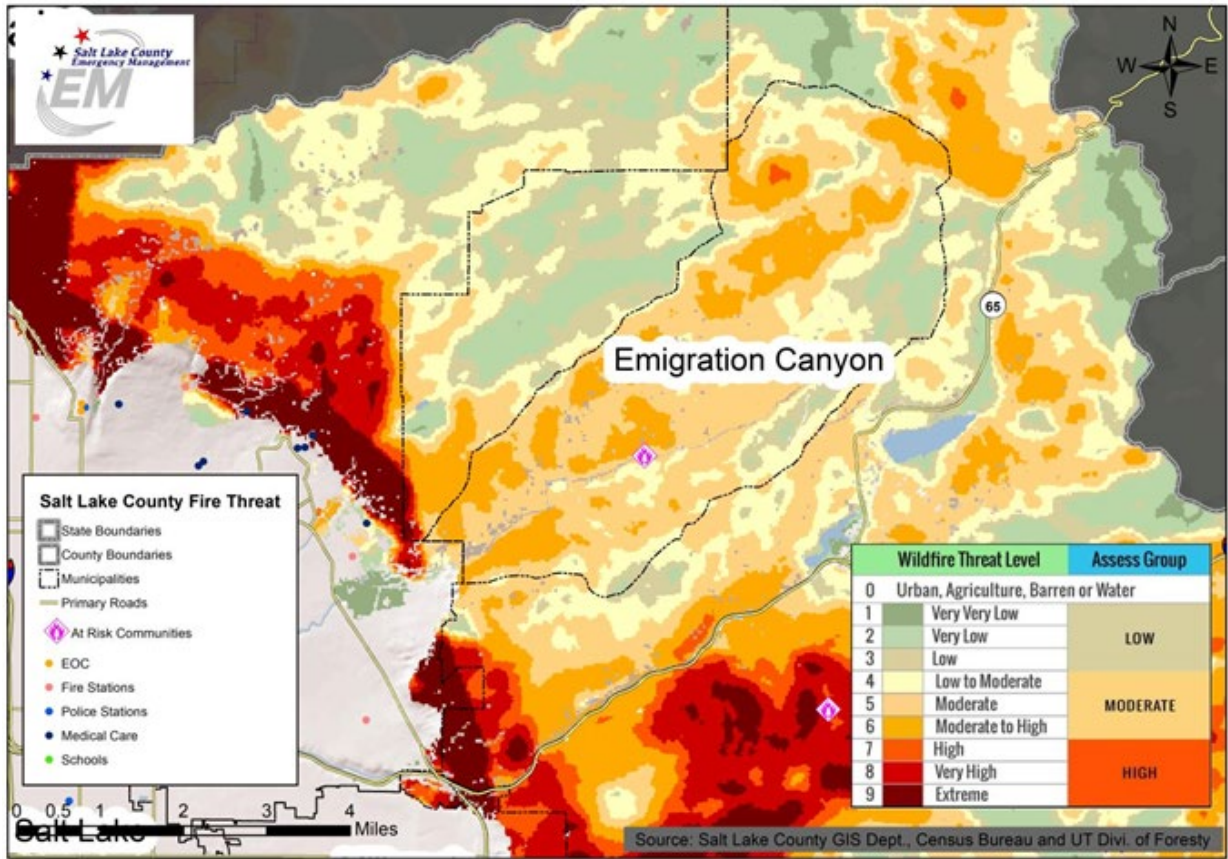 Salt Lake County
Emergency Management
EM
N
W E
S
65
Emigration Canyon
Salt Lake County Fire Threat
State Boundaries
County Boundaries
Municipalities
Primary Roads
At Risk Communities
EOC
Fire Stations
Police Stations
Medical Care
Schools
Wildfire Threat Level Assess Group
0 Urban, Agriculture, Barren or Water
1 Very Very Low
2 Very Low
3 Low
LOW
4 Low to Moderate
5 Moderate
6 Moderate to High
MODERATE
7 High
8 Very High
9 Extreme
HIGH
0 0.5 1 2 3 4
Miles
Salt Lake
Source: Salt Lake County GIS Dept., Census Bureau and UT Divi. of Foresty